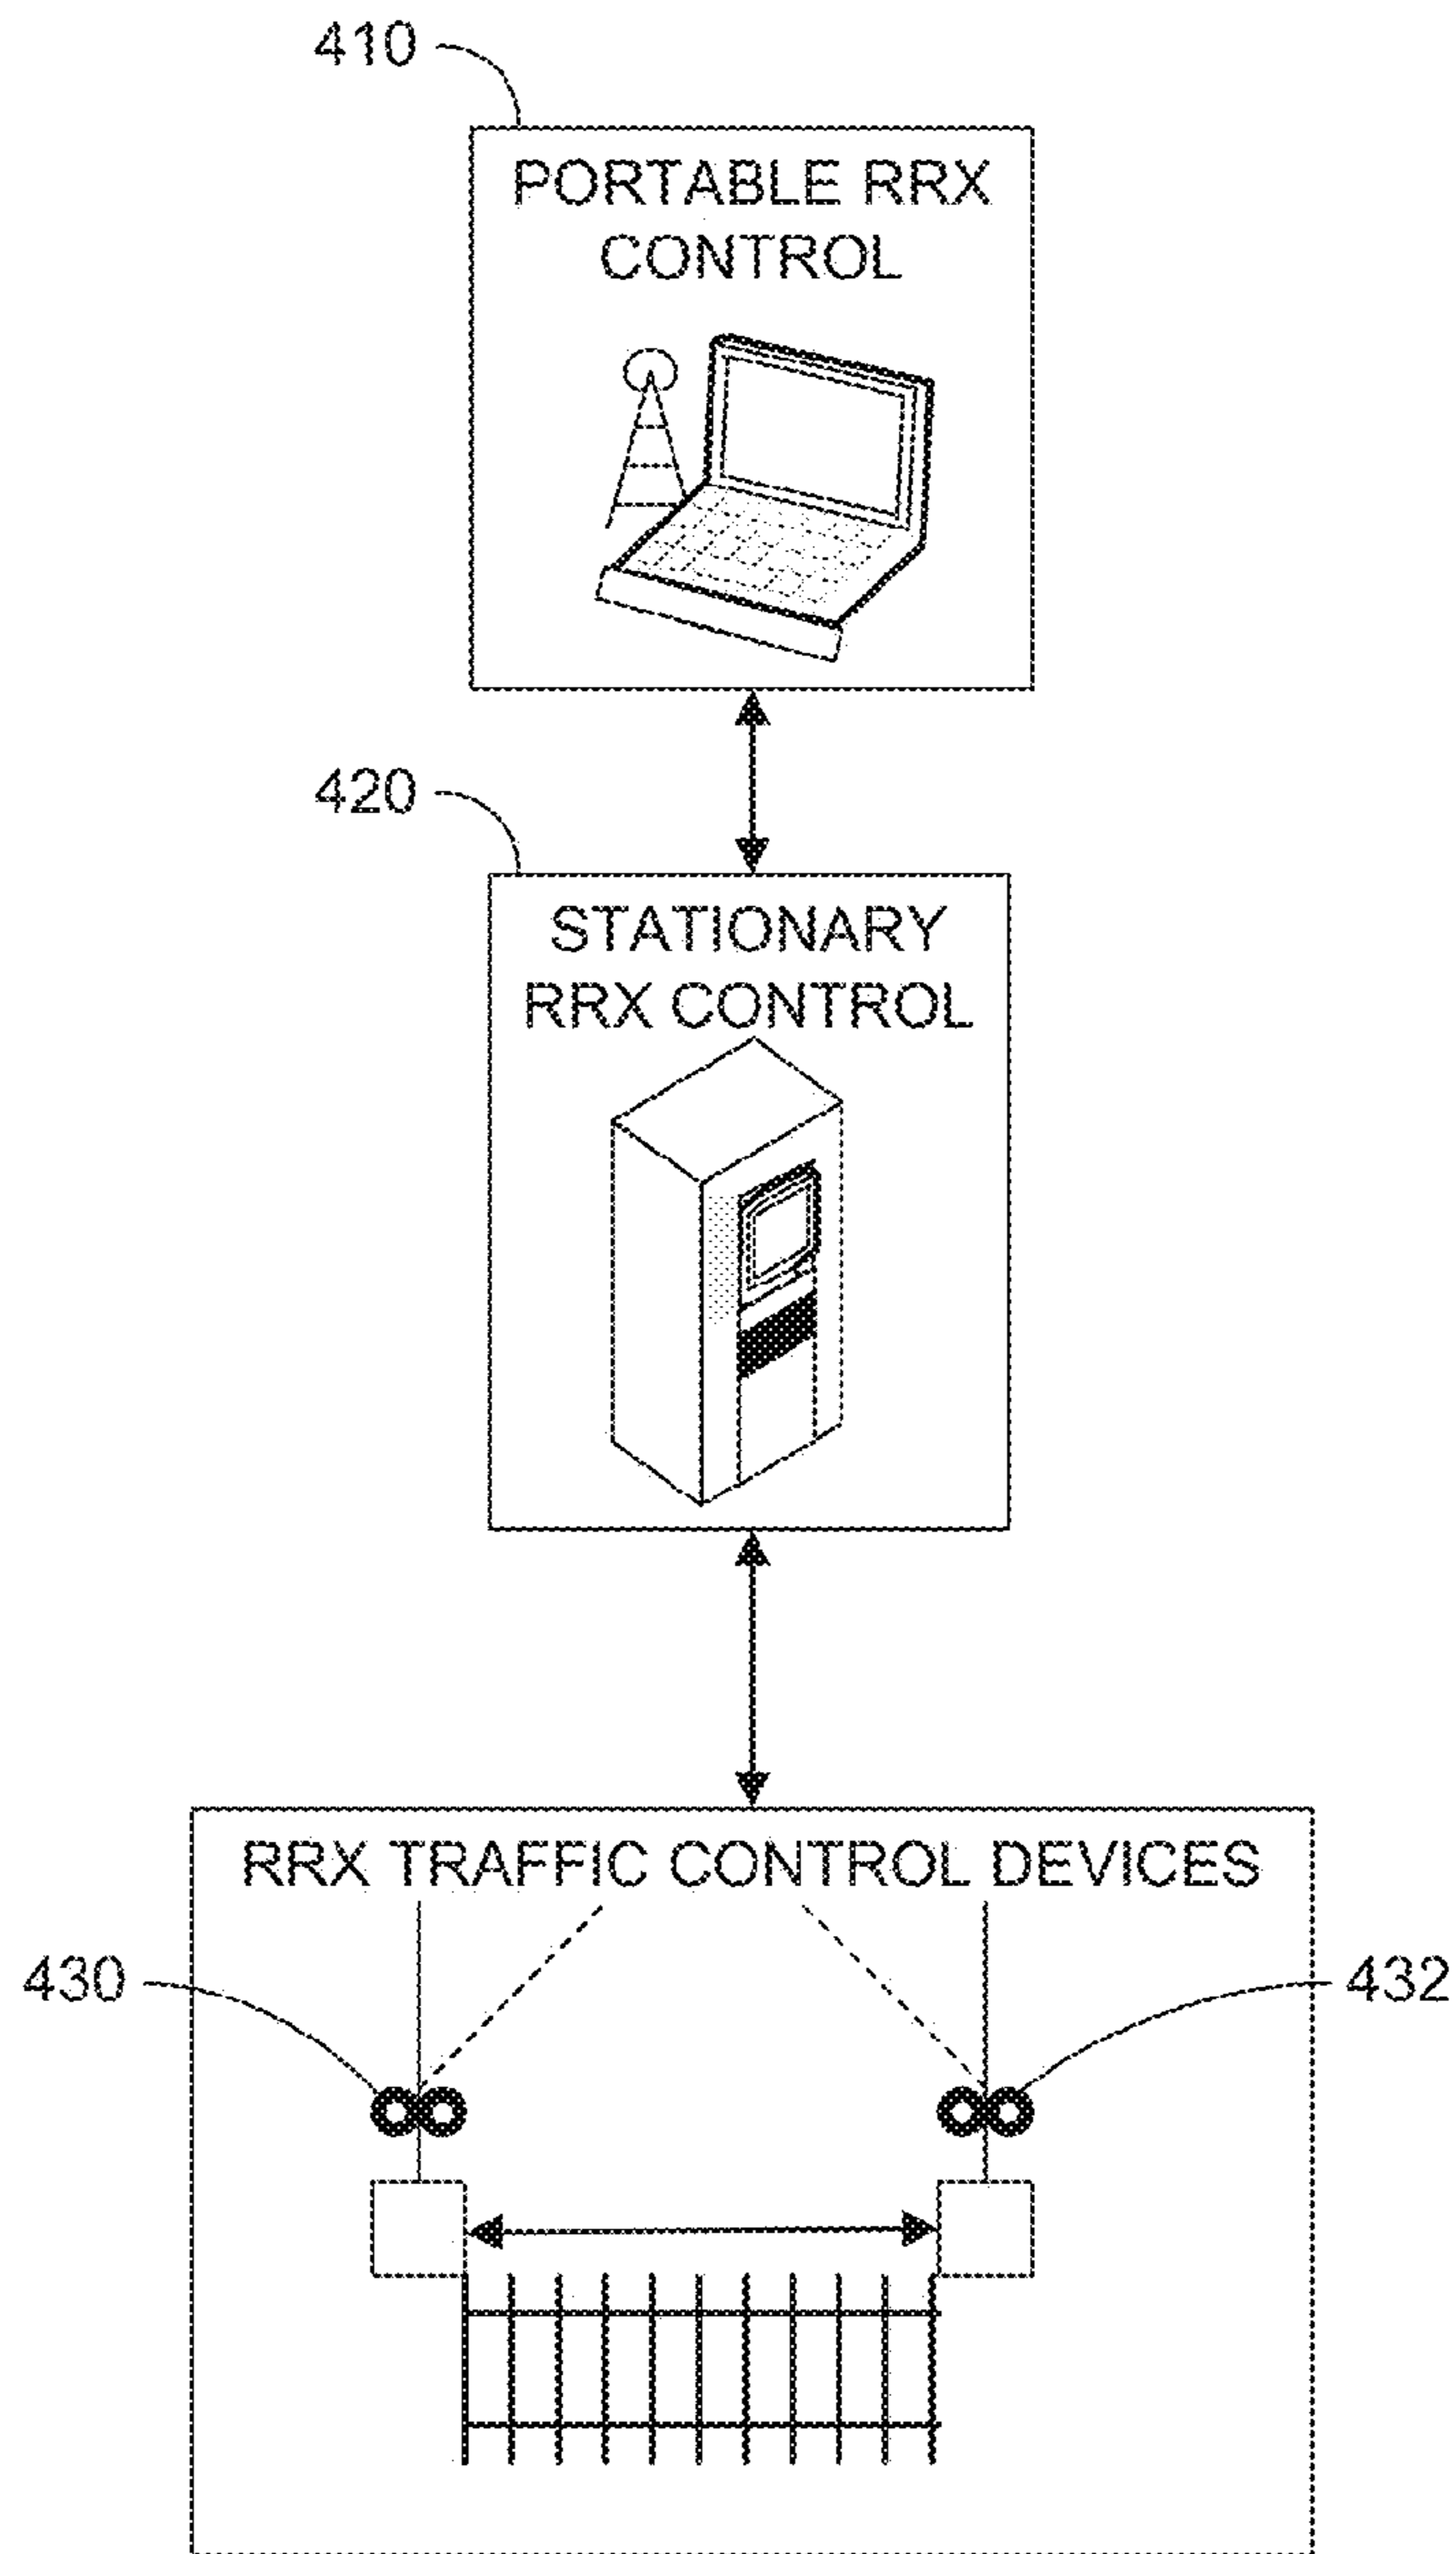 410
PORTABLE RRX
CONTROL
420
STATIONARY
RRX CONTROL
RRX TRAFFIC CONTROL DEVICES
430
432